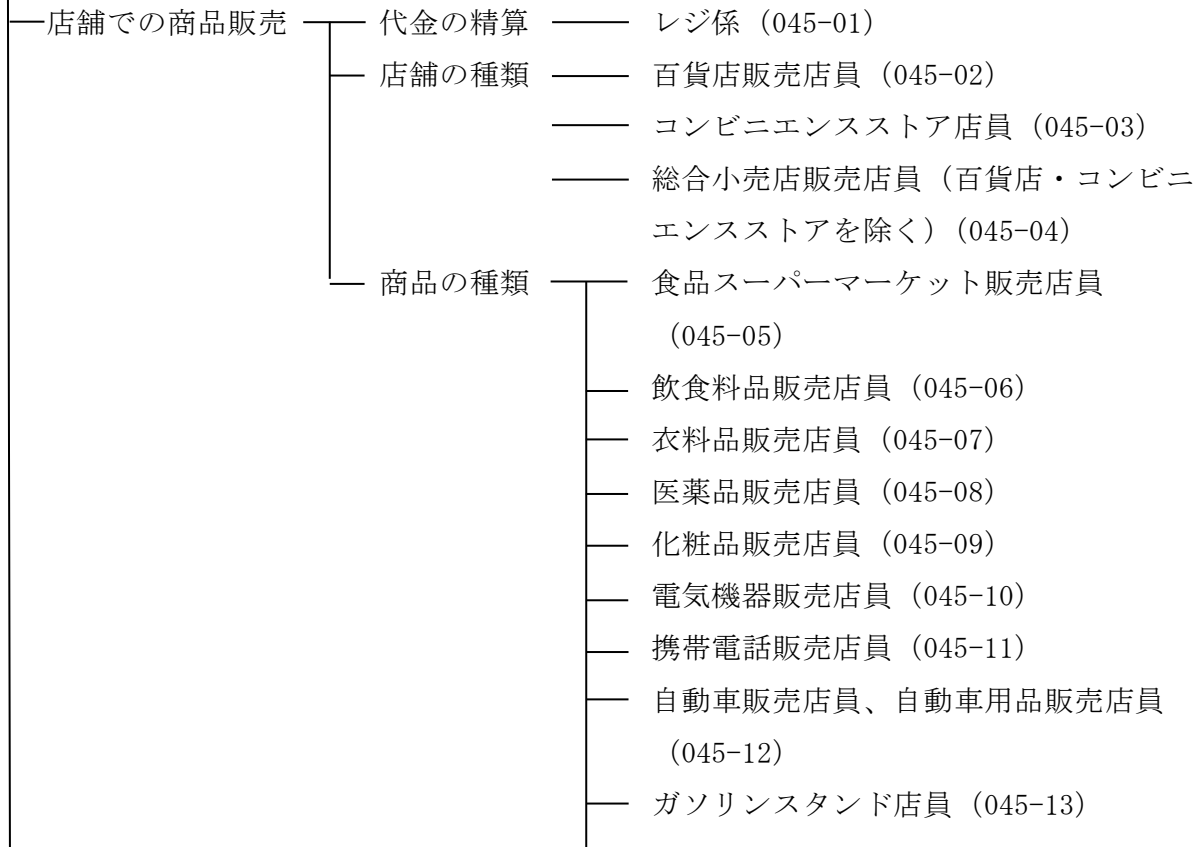 店舗での商品販売 代金の精算 レジ係（045-01）
店舗の種類 百貨店販売店員（045-02）
コンビニエンスストア店員（045-03）
総合小売店販売店員（百貨店・コンビニ
エンスストアを除く）（045-04）
商品の種類 食品スーパーマーケット販売店員
（045-05）
飲食料品販売店員（045-06）
衣料品販売店員（045-07）
医薬品販売店員（045-08）
化粧品販売店員（045-09）
電気機器販売店員（045-10）
携帯電話販売店員（045-11）
自動車販売店員、自動車用品販売店員
（045-12）
ガソリンスタンド店員（045-13）